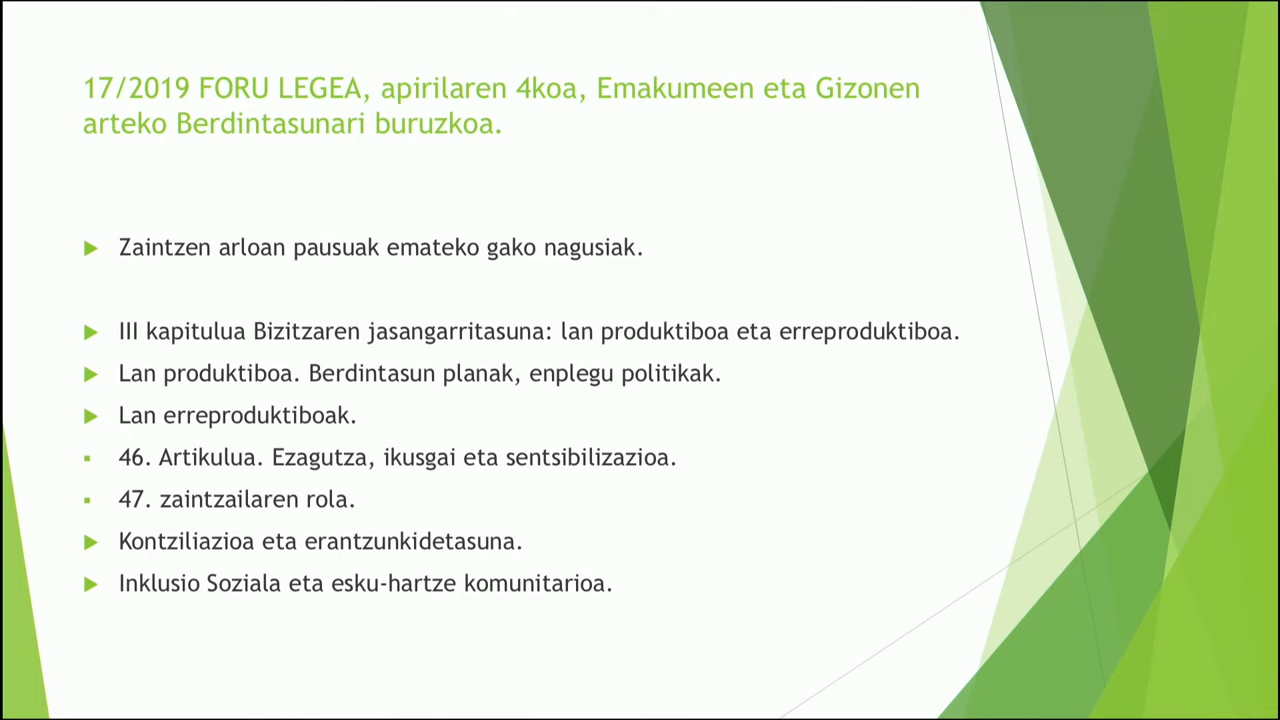 17/2019 FORU LEGEA, apirilaren 4koa, Emakumeen eta Gizonen
arteko Berdintasunari buruzkoa.
Zaintzen arloan pausuak emateko gako nagusiak.
III kapitulua Bizitzaren jasangarritasuna: lan produktiboa eta erreproduktiboa.
Lan produktiboa. Berdintasun planak, enplegu politikak.
Lan erreproduktiboak.
46. Artikulua. Ezagutza, ikusgai eta sentsibilizazioa.
47. zaintzailaren rola.
Kontziliazioa eta erantzunkidetasuna.
Inklusio Soziala eta esku-hartze komunitarioa.